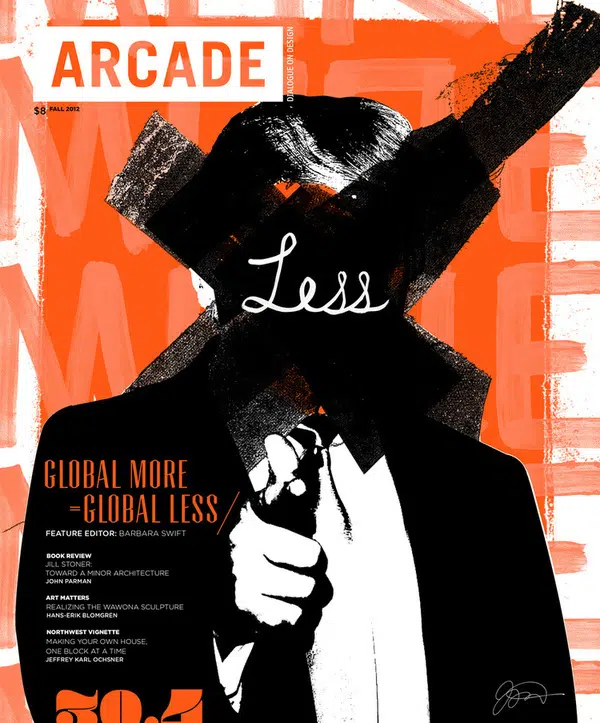 ARCADE
DIALOGUE ON DESIGN
$8 FALL 2012
Less
GLOBAL MORE
=GLOBAL LESS/
FEATURE EDITOR: BARBARA SWIFT
BOOK REVIEW
JILL STONER:
TOWARD A MINOR ARCHITECTURE
JOHN PARMAN
ART MATTERS
REALIZING THE WAWONA SCULPTURE
HANS-ERIK BLOMGREN
NORTHWEST VIGNETTE
MAKING YOUR OWN HOUSE,
ONE BLOCK AT A TIME
JEFFREY KARL OCHSNER